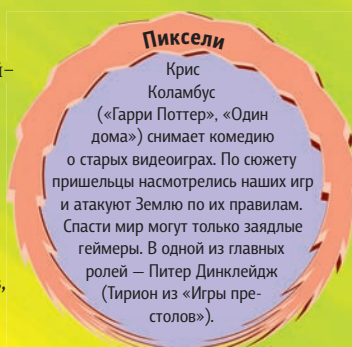 й-
Пиксели
Крис
Коламбус
(«Гарри Поттер», «Один
дома») снимает комедию
о старых видеоиграх. По сюжету
пришельцы насмотрелись наших игр
и атакуют Землю по их правилам.
Спасти мир могут только заядлые
геймеры. В одной из главных
ролей — Питер Динклейдж
(Тирион из «Игры пре-
столов»).